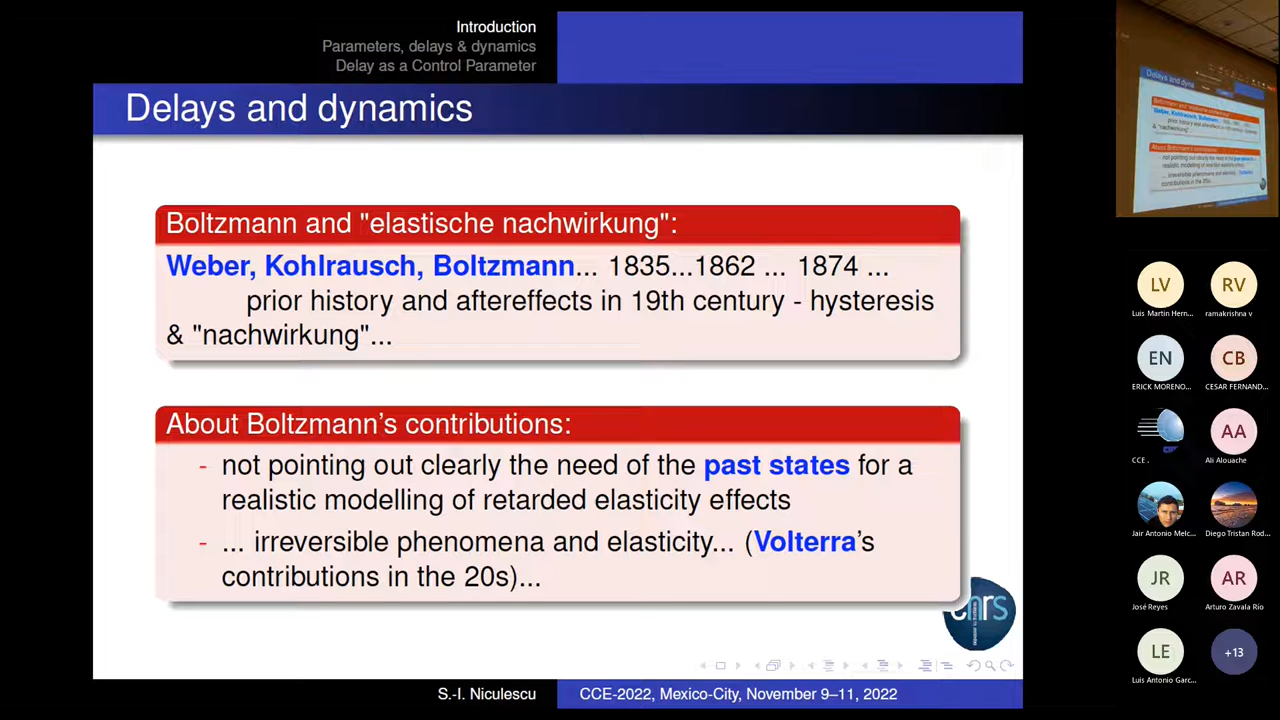 Introduction
Parameters, delays & dynamics
Delay as a Control Parameter
Delays and dynamics
Boltzmann and "elastische nachwirkung":
Weber, Kohlrausch, Boltzmann... 1835...1862 ... 1874 ...
prior history and aftereffects in 19th century - hysteresis
& "nachwirkung"...
About Boltzmann's contributions:
- not pointing out clearly the need of the past states for a
realistic modelling of retarded elasticity effects
- ... irreversible phenomena and elasticity... (Volterra's
contributions in the 20s)...
cnrs
S.-I. Niculescu
CCE-2022, Mexico-City, November 9–11, 2022
LV
Luis Martin Hern...
RV
ramakrishna v
EN
ERICK MORENO...
CB
CESAR FERNAND...
CCE .
AA
Ali Alouache
Jair Antonio Melc...
Diego Tristan Rod...
JR
José Reyes
AR
Arturo Zavala Río
LE
Luis Antonio Garc...
+13